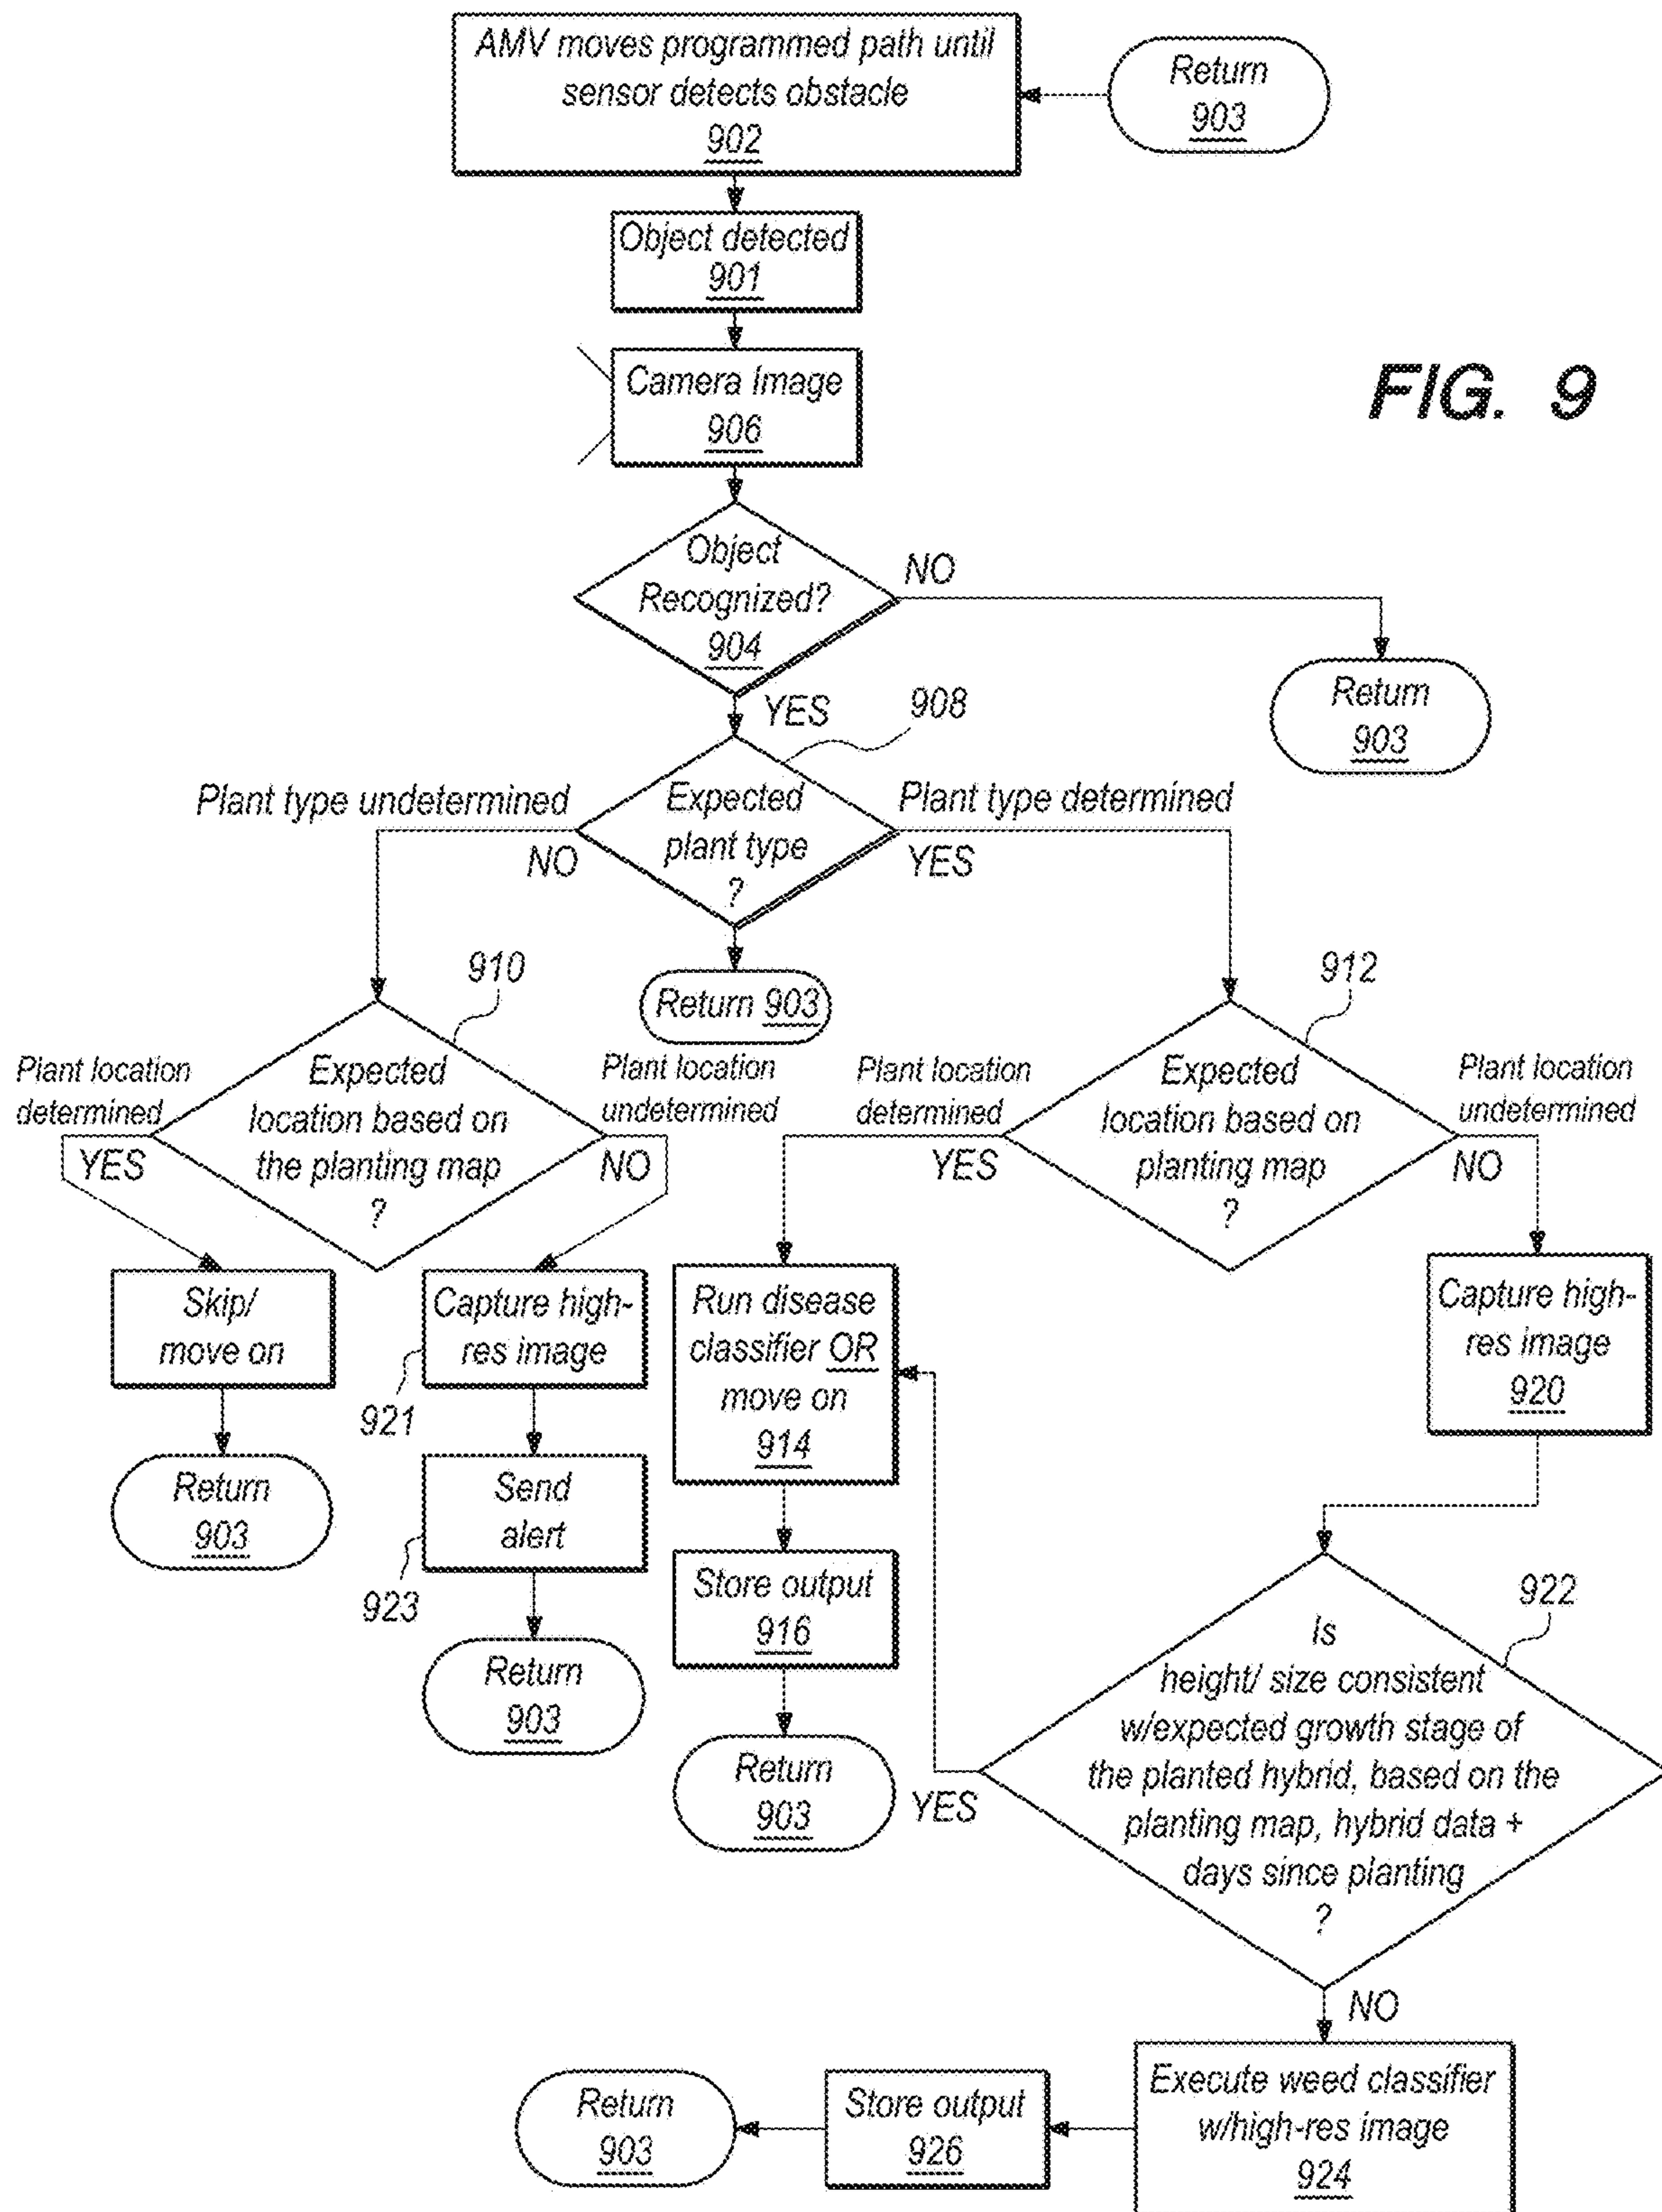 AMV moves programmed path until
sensor detects obstacle
902
Return
903
Object detected
901
Camera Image
906
FIG. 9
Object
Recognized?
904
NO
Return
903
YES
908
Plant type undetermined
NO
Expected
plant type
?
Plant type determined
YES
Return 903
910
Plant location
determined
YES
Expected
location based on
the planting map
?
Plant location
undetermined
NO
912
Plant location
determined
YES
Expected
location based on
planting map
?
Plant location
undetermined
NO
Skip/
move on
Return
903
Capture high-
res image
921
Send
alert
923
Return
903
Run disease
classifier OR
move on
914
Store output
916
Return
903
Capture high-
res image
920
922
Is
height/ size consistent
w/expected growth stage of
the planted hybrid, based on the
planting map, hybrid data +
days since planting
?
YES
NO
Execute weed classifier
w/high-res image
924
Store output
926
Return
903